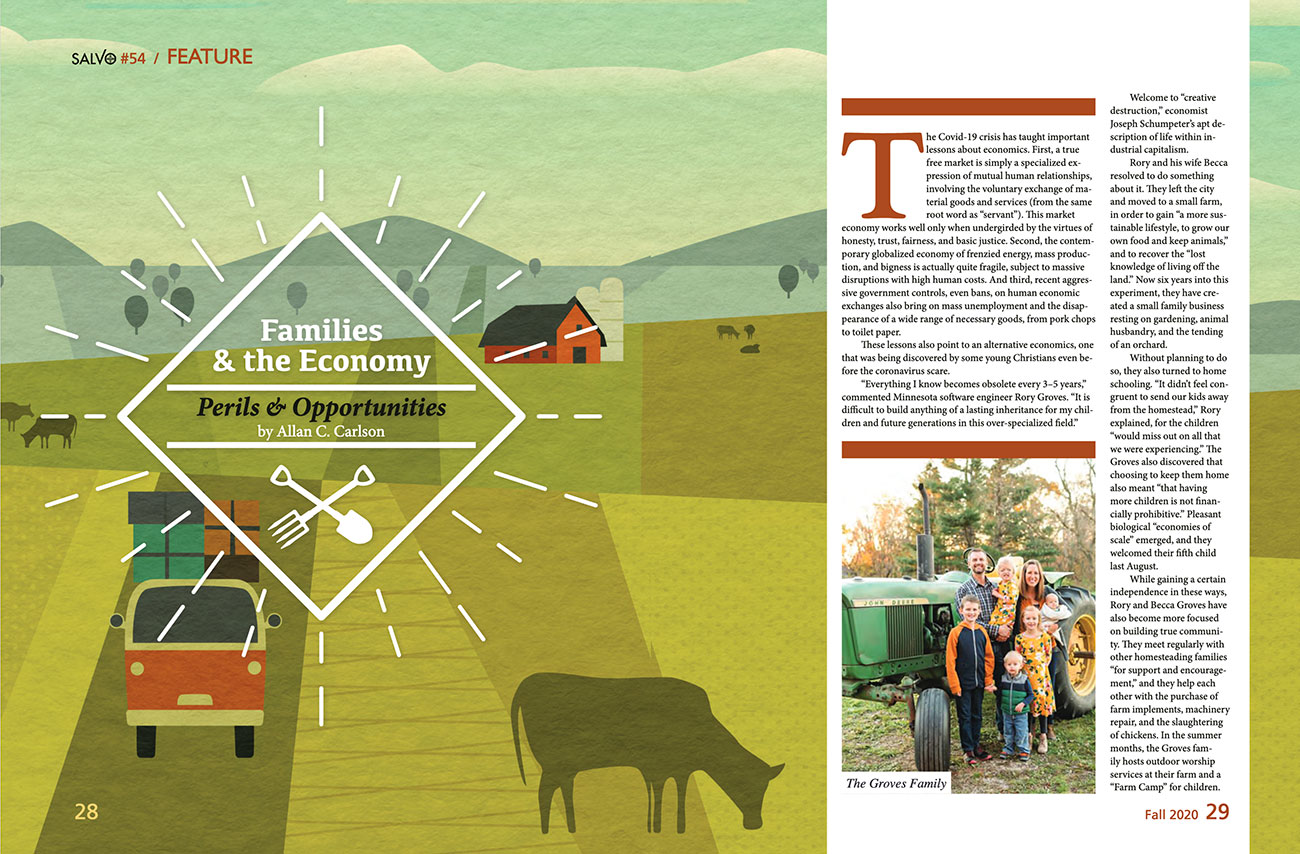 SALVO #54 / FEATURE
Families
& the Economy
Perils & Opportunities
by Allan C. Carlson
28
The Covid-19 crisis has taught important
lessons about economics. First, a true
free market is simply a specialized ex-
pression of mutual human relationships,
involving the voluntary exchange of ma-
terial goods and services (from the same
root word as “servant”). This market
economy works well only when undergirded by the virtues of
honesty, trust, fairness, and basic justice. Second, the contem-
porary globalized economy of frenzied energy, mass produc-
tion, and bigness is actually quite fragile, subject to massive
disruptions with high human costs. And third, recent aggres-
sive government controls, even bans, on human economic
exchanges also bring on mass unemployment and the disap-
pearance of a wide range of necessary goods, from pork chops
to toilet paper.
These lessons also point to an alternative economics, one
that was being discovered by some young Christians even be-
fore the coronavirus scare.
“Everything I know becomes obsolete every 3–5 years,”
commented Minnesota software engineer Rory Groves. “It is
difficult to build anything of a lasting inheritance for my chil-
dren and future generations in this over-specialized field.”
JOHN DEERE
The Groves Family
Welcome to “creative
destruction,” economist
Joseph Schumpeter’s apt de-
scription of life within in-
dustrial capitalism.
Rory and his wife Becca
resolved to do something
about it. They left the city
and moved to a small farm,
in order to gain “a more sus-
tainable lifestyle, to grow our
own food and keep animals,”
and to recover the “lost
knowledge of living off the
land.” Now six years into this
experiment, they have cre-
ated a small family business
resting on gardening, animal
husbandry, and the tending
of an orchard.
Without planning to do
so, they also turned to home
schooling. “It didn’t feel con-
gruent to send our kids away
from the homestead,” Rory
explained, for the children
“would miss out on all that
we were experiencing.” The
Groves also discovered that
choosing to keep them home
also meant “that having
more children is not finan-
cially prohibitive.” Pleasant
biological “economies of
scale” emerged, and they
welcomed their fifth child
last August.
While gaining a certain
independence in these ways,
Rory and Becca Groves have
also become more focused
on building true communi-
ty. They meet regularly with
other homesteading families
“for support and encourage-
ment,” and they help each
other with the purchase of
farm implements, machinery
repair, and the slaughtering
of chickens. In the summer
months, the Groves fam-
ily hosts outdoor worship
services at their farm and a
“Farm Camp” for children.
Fall 2020 29